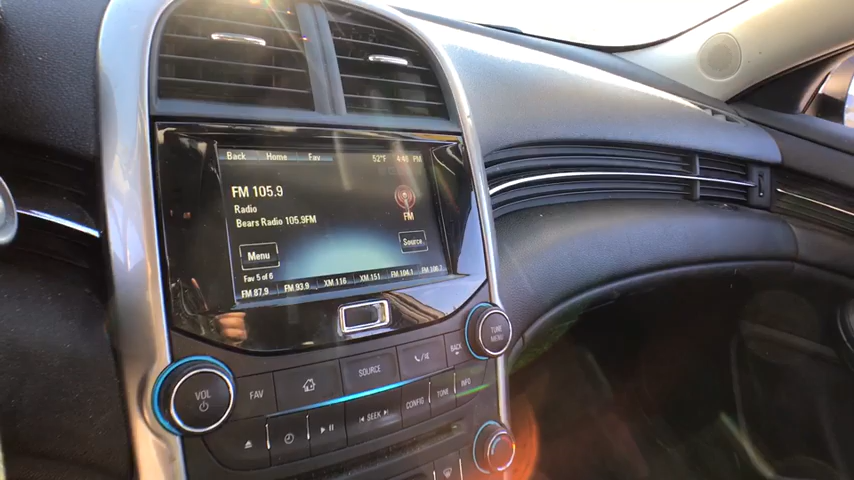 Back Home Fav 52°F 4:48 PM
FM 105.9
Radio
Bears Radio 105.9FM
FM
Menu
Source
Fav 5 of 6
FM 87.9 FM 93.9 XM 116 XM 151 FM 104.1 FM 106.7
VOL
FAV
SOURCE
BACK
TUNE
MENU
SEEK
CONFIG
TONE
INFO